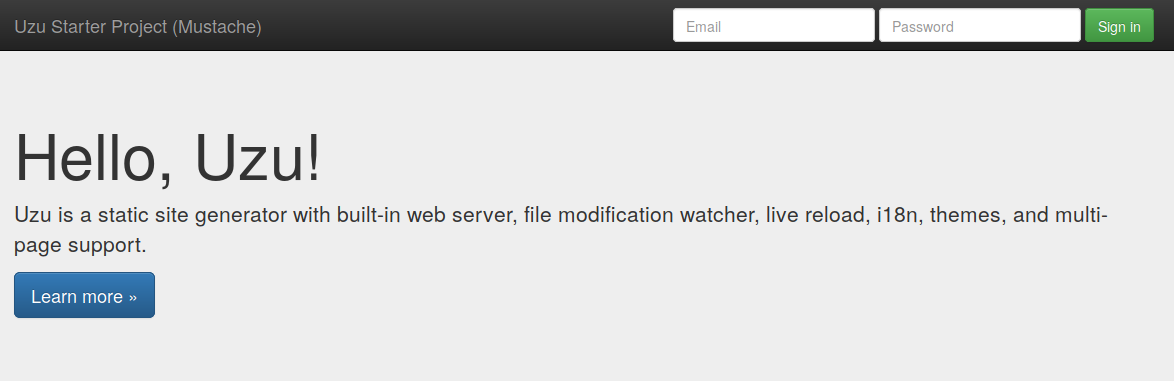 Uzu Starter Project (Mustache)
Email
Password
Sign in
Hello, Uzu!
Uzu is a static site generator with built-in web server, file modification watcher, live reload, i18n, themes, and multi-
page support.
Learn more »